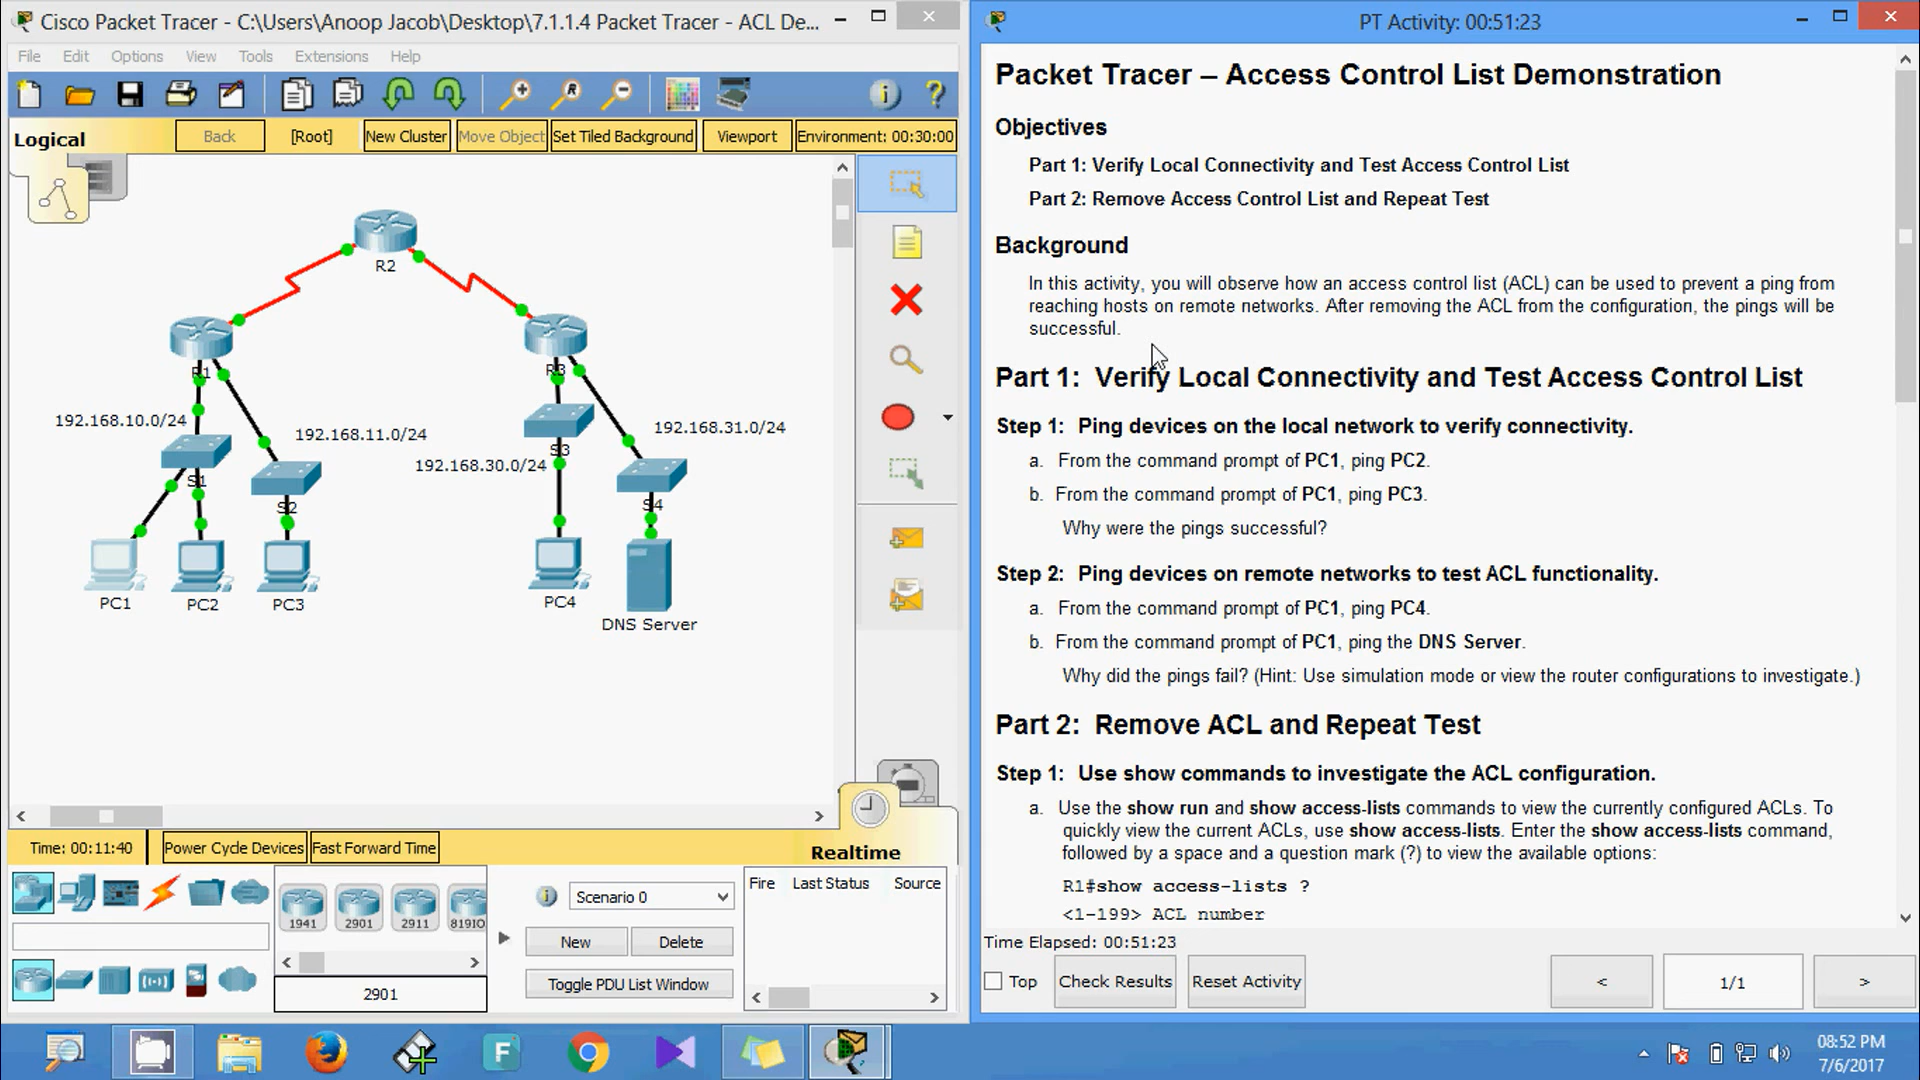 Cisco Packet Tracer - C:\Users\Anoop Jacob\Desktop\7.1.1.4 Packet Tracer - ACL De...
File Edit Options View Tools Extensions Help
Logical Back [Root] New Cluster Move Object Set Tiled Background Viewport Environment: 00:30:00
R2
R1
R3
192.168.10.0/24
192.168.11.0/24
192.168.31.0/24
S3
192.168.30.0/24
S1
S2
S4
PC1
PC2
PC3
PC4
DNS Server
Time: 00:11:40 Power Cycle Devices Fast Forward Time
Realtime
1941 2901 2911 819IO
2901
Scenario 0
New Delete
Toggle PDU List Window
Fire Last Status Source
PT Activity: 00:51:23
Packet Tracer – Access Control List Demonstration
Objectives
Part 1: Verify Local Connectivity and Test Access Control List
Part 2: Remove Access Control List and Repeat Test
Background
In this activity, you will observe how an access control list (ACL) can be used to prevent a ping from
reaching hosts on remote networks. After removing the ACL from the configuration, the pings will be
successful.
Part 1: Verify Local Connectivity and Test Access Control List
Step 1: Ping devices on the local network to verify connectivity.
a. From the command prompt of PC1, ping PC2.
b. From the command prompt of PC1, ping PC3.
Why were the pings successful?
Step 2: Ping devices on remote networks to test ACL functionality.
a. From the command prompt of PC1, ping PC4.
b. From the command prompt of PC1, ping the DNS Server.
Why did the pings fail? (Hint: Use simulation mode or view the router configurations to investigate.)
Part 2: Remove ACL and Repeat Test
Step 1: Use show commands to investigate the ACL configuration.
a. Use the show run and show access-lists commands to view the currently configured ACLs. To
quickly view the current ACLs, use show access-lists. Enter the show access-lists command,
followed by a space and a question mark (?) to view the available options:
R1#show access-lists ?
<1-199> ACL number
Time Elapsed: 00:51:23
Top Check Results Reset Activity < 1/1 >
08:52 PM
7/6/2017